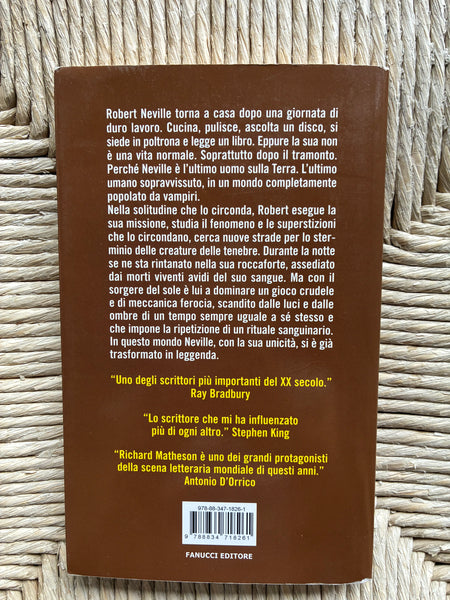 Robert Neville torna a casa dopo una giornata di
duro lavoro. Cucina, pulisce, ascolta un disco, si
siede in poltrona e legge un libro. Eppure la sua non
è una vita normale. Soprattutto dopo il tramonto.
Perché Neville è l'ultimo uomo sulla Terra. L'ultimo
umano sopravvissuto, in un mondo completamente
popolato da vampiri.
Nella solitudine che lo circonda, Robert esegue la
sua missione, studia il fenomeno e le superstizioni
che lo circondano, cerca nuove strade per lo ster-
minio delle creature delle tenebre. Durante la notte
se ne sta rintanato nella sua roccaforte, assediato
dai morti viventi avidi del suo sangue. Ma con il
sorgere del sole è lui a dominare un gioco crudele
e di meccanica ferocia, scandito dalle luci e dalle
ombre di un tempo sempre uguale a sé stesso e
che impone la ripetizione di un rituale sanguinario.
In questo mondo Neville, con la sua unicità, si è già
trasformato in leggenda.
“Uno degli scrittori più importanti del XX secolo.”
Ray Bradbury
“Lo scrittore che mi ha influenzato
più di ogni altro.” Stephen King
“Richard Matheson è uno dei grandi protagonisti
della scena letteraria mondiale di questi anni.”
Antonio D'Orrico
978-88-347-1826-1
9 788834 718261
FANUCCI EDITORE